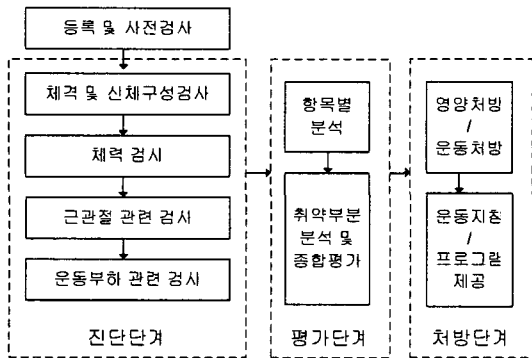 등록 및 사전검사
체격 및 신체구성검사
체력 검사
근관절 관련 검사
운동부하 관련 검사
진단단계
항목별
분석
취약부분
분석 및
종합평가
평가단계
영양처방
/
운동처방
운동지침
/
프로그램
제공
처방단계